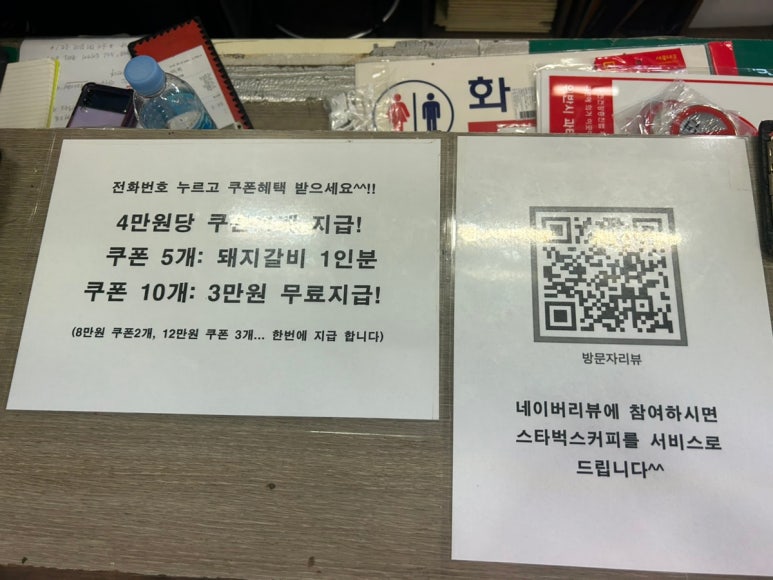 화
전화번호 누르고 쿠폰혜택 받으세요^^!!
4만원당 쿠폰 지급!
쿠폰 5개: 돼지갈비 1인분
쿠폰 10개: 3만원 무료지급!
(8만원 쿠폰2개, 12만원 쿠폰 3개... 한번에 지급 합니다)
방문자리뷰
네이버리뷰에 참여하시면
스타벅스커피를 서비스로
드립니다^^